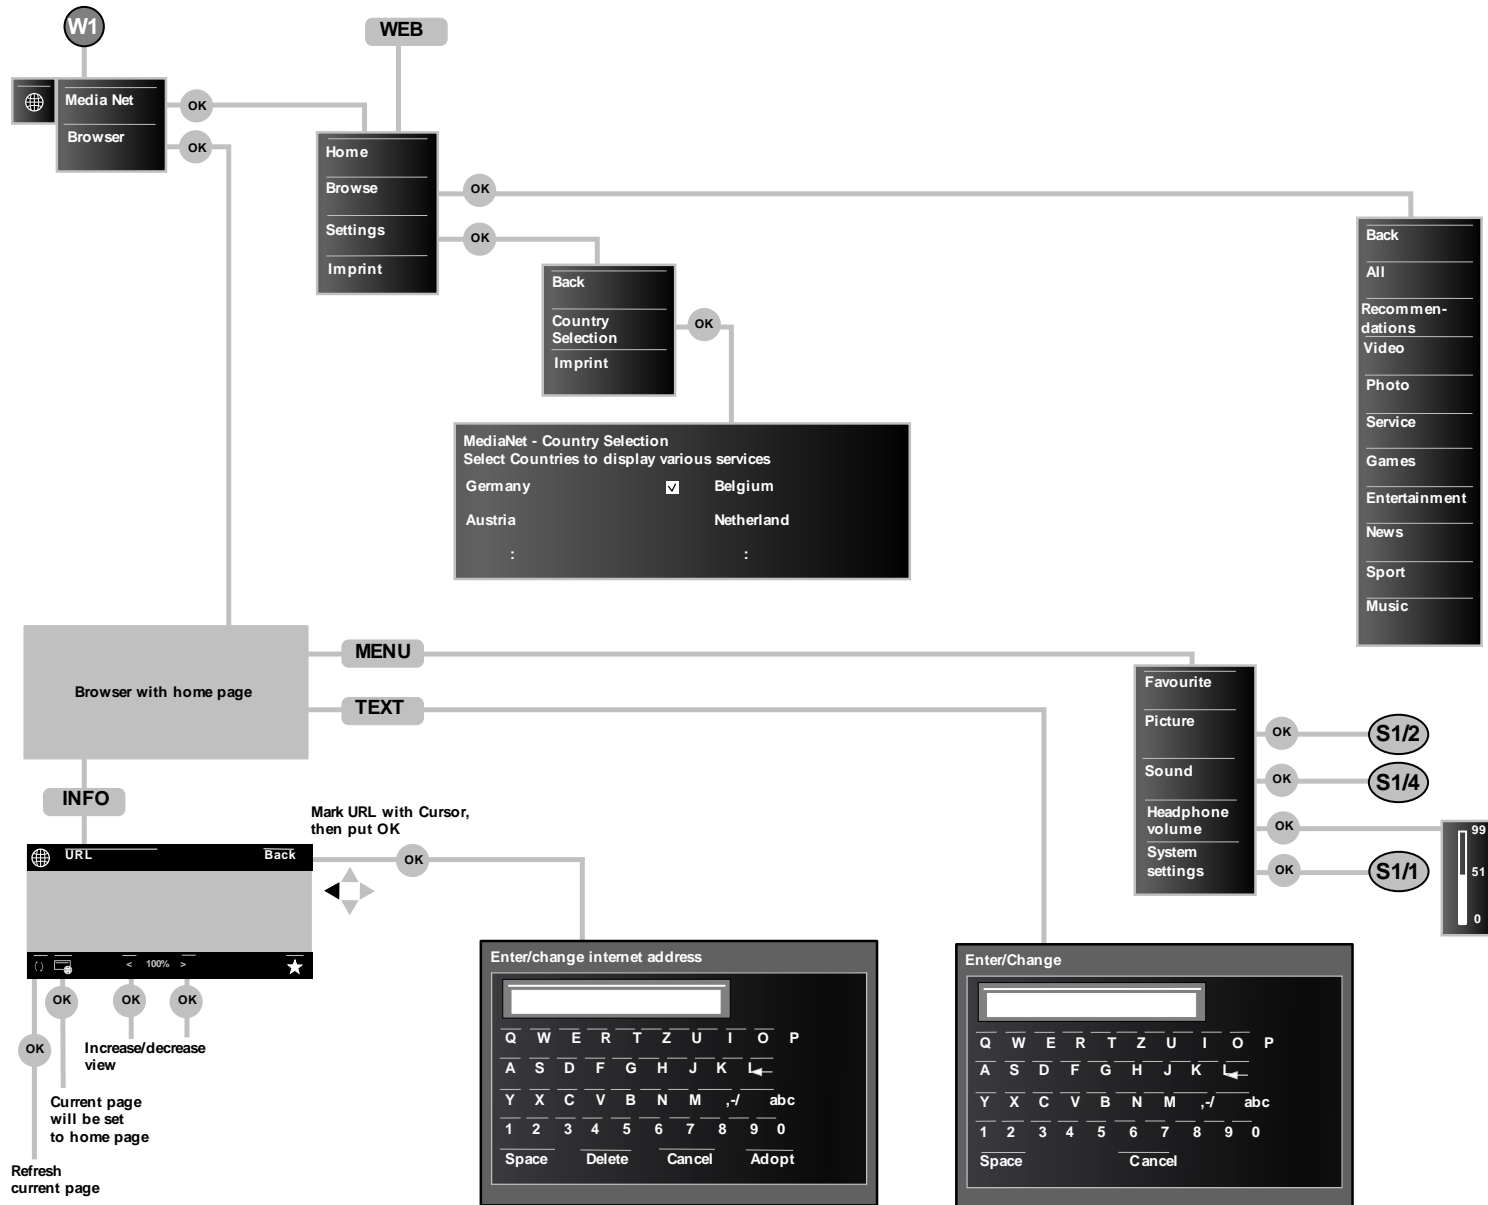 W1
WEB
Media Net
OK
Browser
OK
Home
Browse
OK
Settings
OK
Imprint
Back
Country
Selection
OK
Imprint
Back
All
Recommen-
dations
Video
Photo
Service
Games
Entertainment
News
Sport
Music
MediaNet - Country Selection
Select Countries to display various services
Germany
Belgium
Austria
Netherland
:
:
Browser with home page
MENU
TEXT
INFO
Favourite
Picture
OK
S1/2
Sound
OK
S1/4
Headphone
volume
OK
System
settings
OK
S1/1
99
51
0
Mark URL with Cursor,
then put OK
OK
URL
Back
< 100% >
OK
OK
OK
OK
Increase/decrease
view
Current page
will be set
to home page
Refresh
current page
Enter/change internet address
Q W E R T Z U I O P
A S D F G H J K L
Y X C V B N M ,-/ abc
1 2 3 4 5 6 7 8 9 0
Space Delete Cancel Adopt
Enter/Change
Q W E R T Z U I O P
A S D F G H J K L
Y X C V B N M ,-/ abc
1 2 3 4 5 6 7 8 9 0
Space Cancel